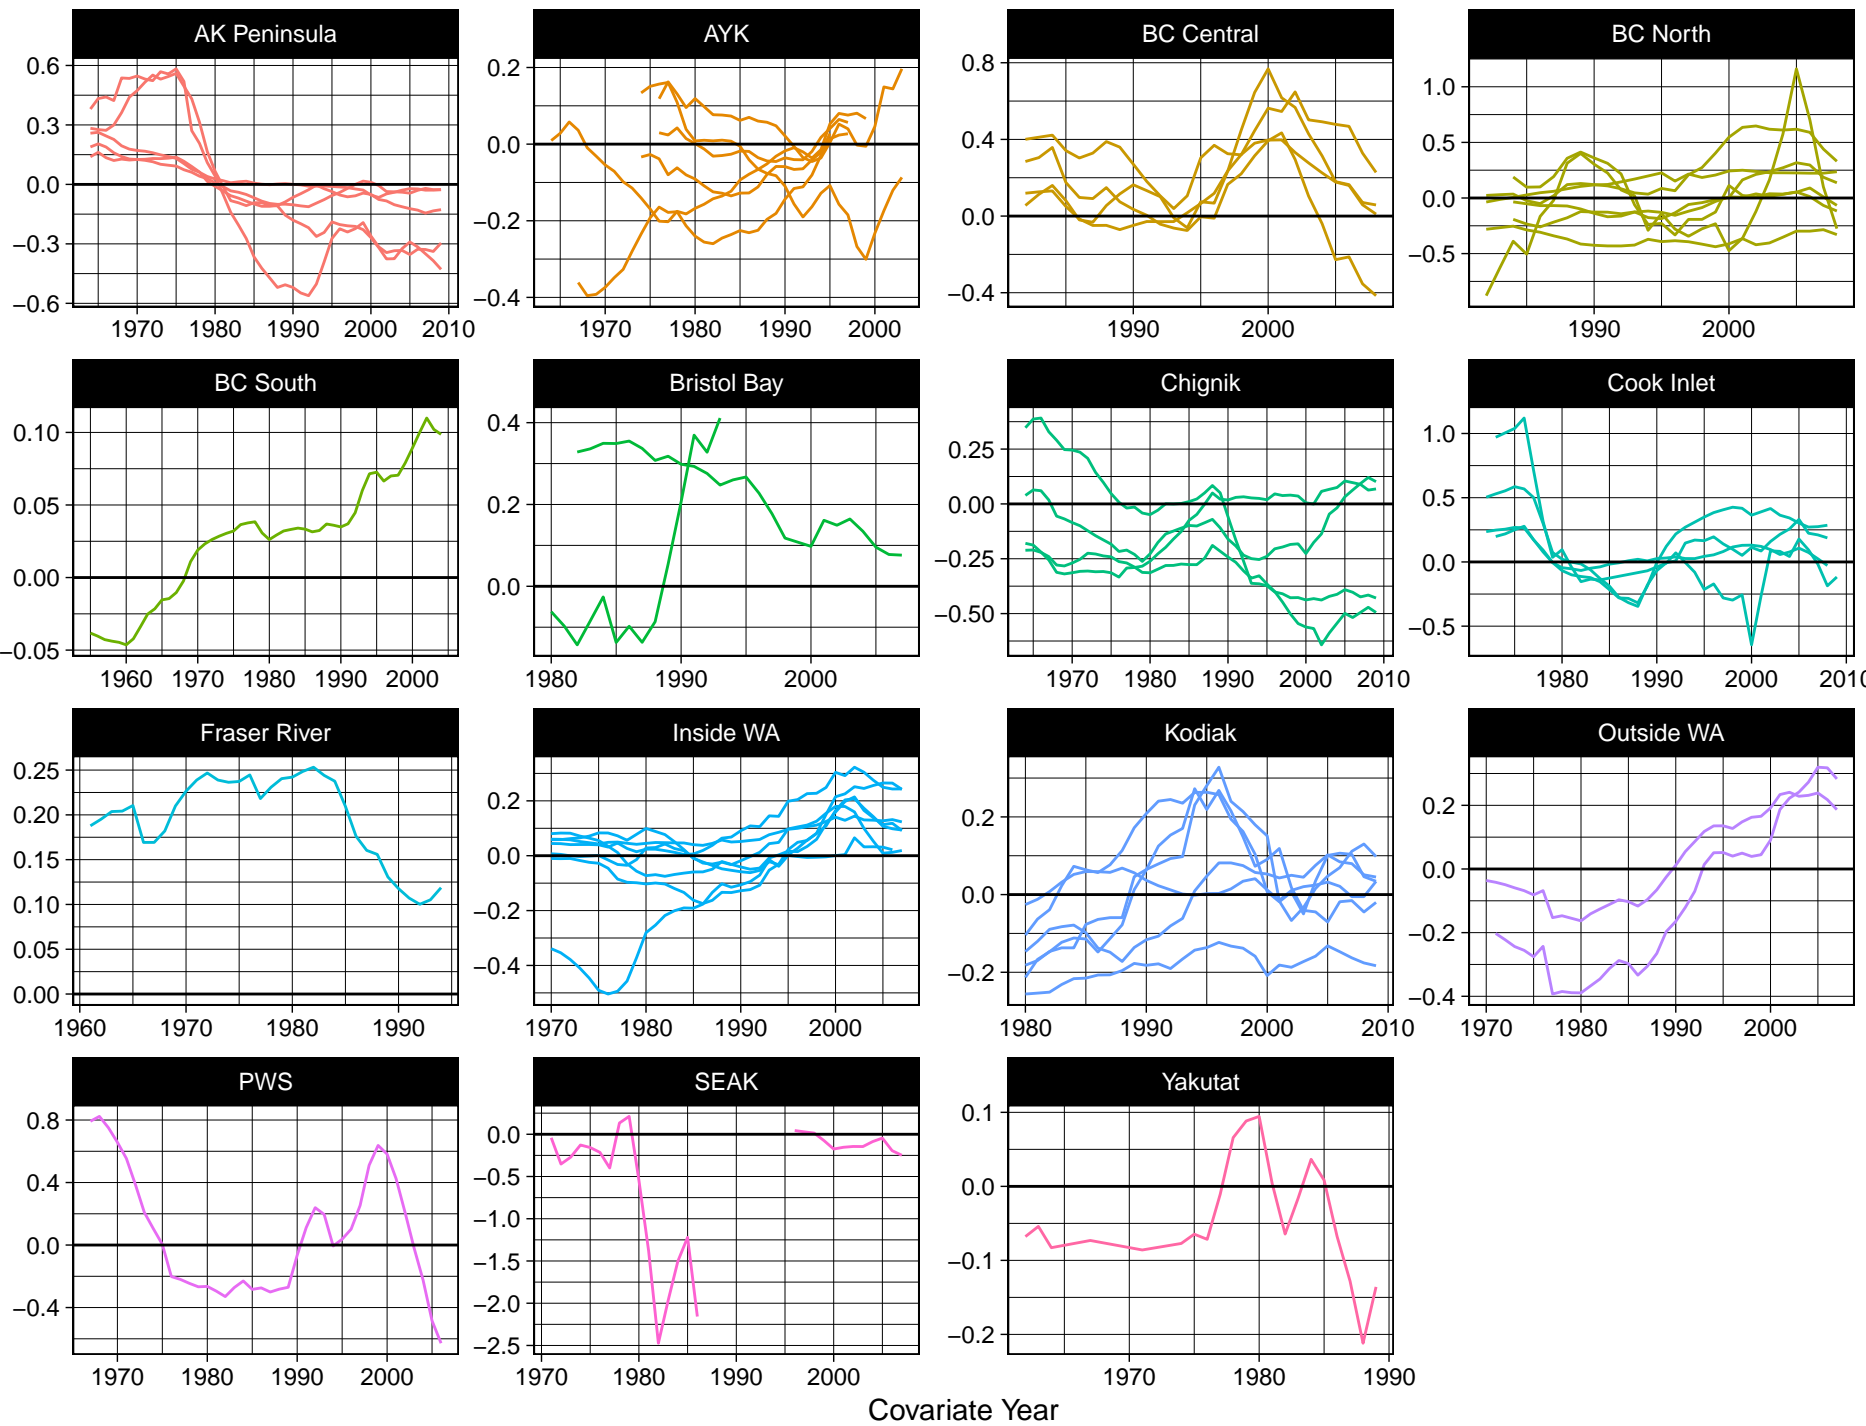 AK Peninsula AYK BC Central BC North
0.6 0.3 0.0 −0.3 −0.6
0.2 0.0 −0.2 −0.4
0.8 0.4 0.0 −0.4
1.0 0.5 0.0 −0.5
1970 1980 1990 2000 2010
1970 1980 1990 2000
1990 2000
1990 2000
BC South Bristol Bay Chignik Cook Inlet
0.10 0.05 0.00 −0.05
0.4 0.2 0.0
0.25 0.00 −0.25 −0.50
1.0 0.5 0.0 −0.5
1960 1970 1980 1990 2000
1980 1990 2000
1970 1980 1990 2000 2010
1980 1990 2000 2010
Fraser River Inside WA Kodiak Outside WA
0.25 0.20 0.15 0.10 0.05 0.00
0.2 0.0 −0.2 −0.4
0.2 0.0 −0.2
0.2 0.0 −0.2 −0.4
1960 1970 1980 1990
1970 1980 1990 2000
1980 1990 2000 2010
1970 1980 1990 2000
PWS SEAK Yakutat
0.8 0.4 0.0 −0.4
0.0 −0.5 −1.0 −1.5 −2.0 −2.5
0.1 0.0 −0.1 −0.2
1970 1980 1990 2000
1970 1980 1990 2000
1970 1980 1990
Covariate Year